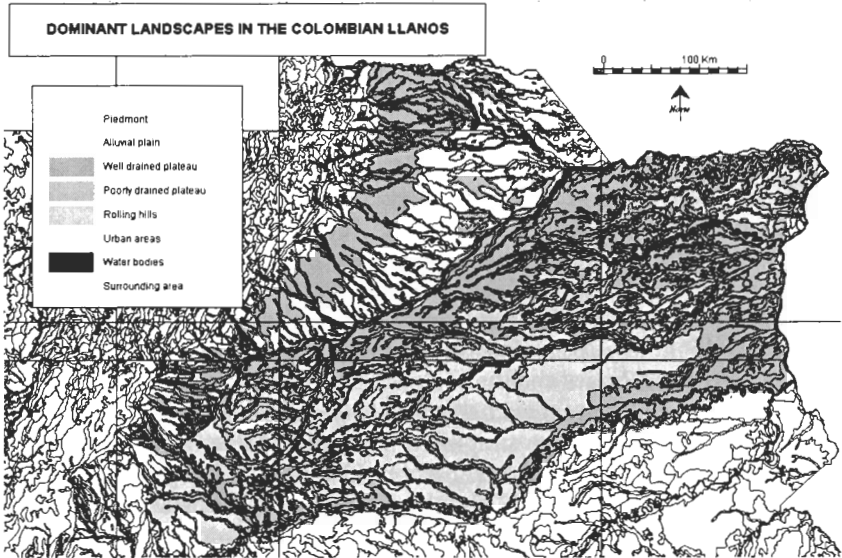 DOMINANT LANDSCAPES IN THE COLOMBIAN LLANOS
0 100 Km
Piedmont
Alluval plain
Well drained plateau
Poorly drained plateau
Rolling hills
Urban areas
Water bodies
Surrounding area